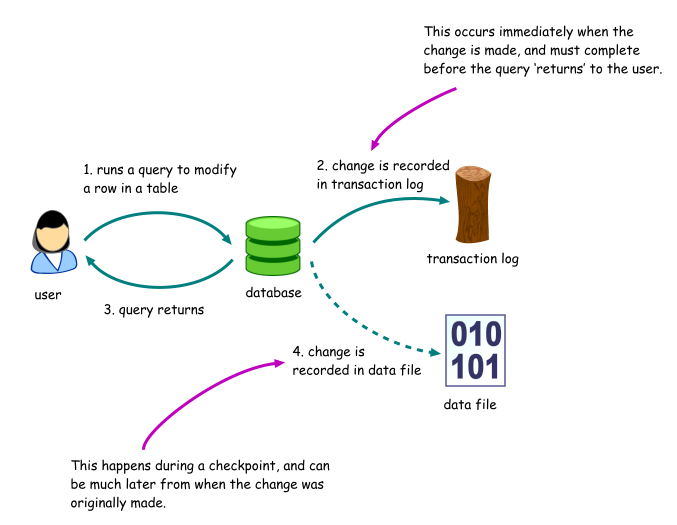 This occurs immediately when the
change is made, and must complete
before the query ‘returns’ to the user.
1. runs a query to modify
a row in a table
2. change is recorded
in transaction log
transaction log
user
database
3. query returns
010
101
4. change is
recorded in data file
data file
This happens during a checkpoint, and can
be much later from when the change was
originally made.